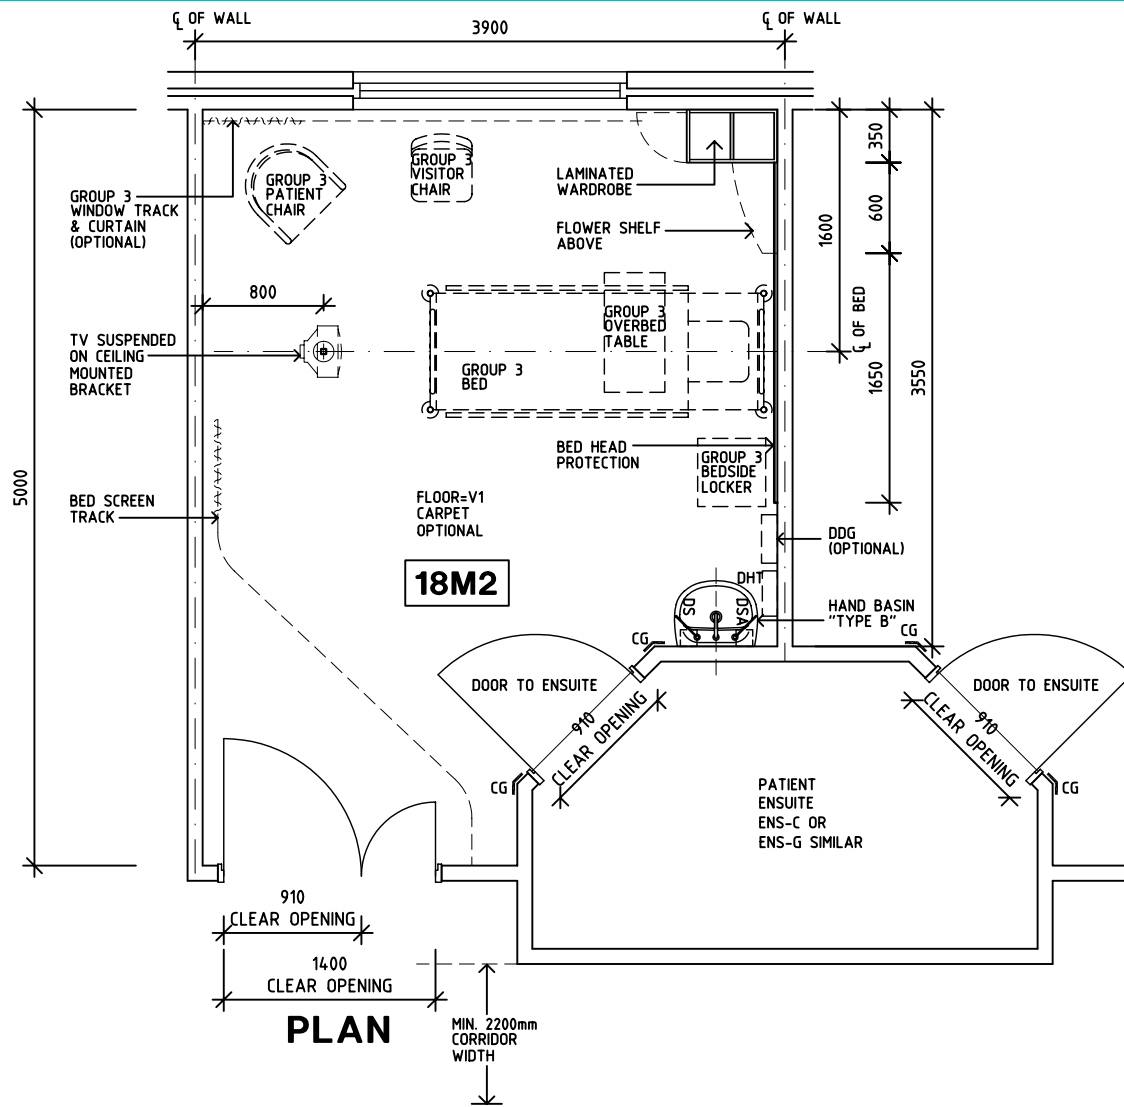 ℄ OF WALL
℄ OF WALL
3900
350
600
1600
℄ OF BED
1650
3550
5000
GROUP 3
WINDOW TRACK
& CURTAIN
(OPTIONAL)
GROUP 3
PATIENT
CHAIR
GROUP 3
VISITOR
CHAIR
LAMINATED
WARDROBE
FLOWER SHELF
ABOVE
800
TV SUSPENDED
ON CEILING
MOUNTED
BRACKET
GROUP 3
OVERBED
TABLE
GROUP 3
BED
BED HEAD
PROTECTION
GROUP 3
BEDSIDE
LOCKER
BED SCREEN
TRACK
FLOOR=V1
CARPET
OPTIONAL
18M2
DDG
(OPTIONAL)
DHT
DS
DSA
HAND BASIN
"TYPE B"
CG
CG
DOOR TO ENSUITE
910
CLEAR OPENING
DOOR TO ENSUITE
910
CLEAR OPENING
CG
CG
PATIENT
ENSUITE
ENS-C OR
ENS-G SIMILAR
910
CLEAR OPENING
1400
CLEAR OPENING
PLAN
MIN. 2200mm
CORRIDOR
WIDTH